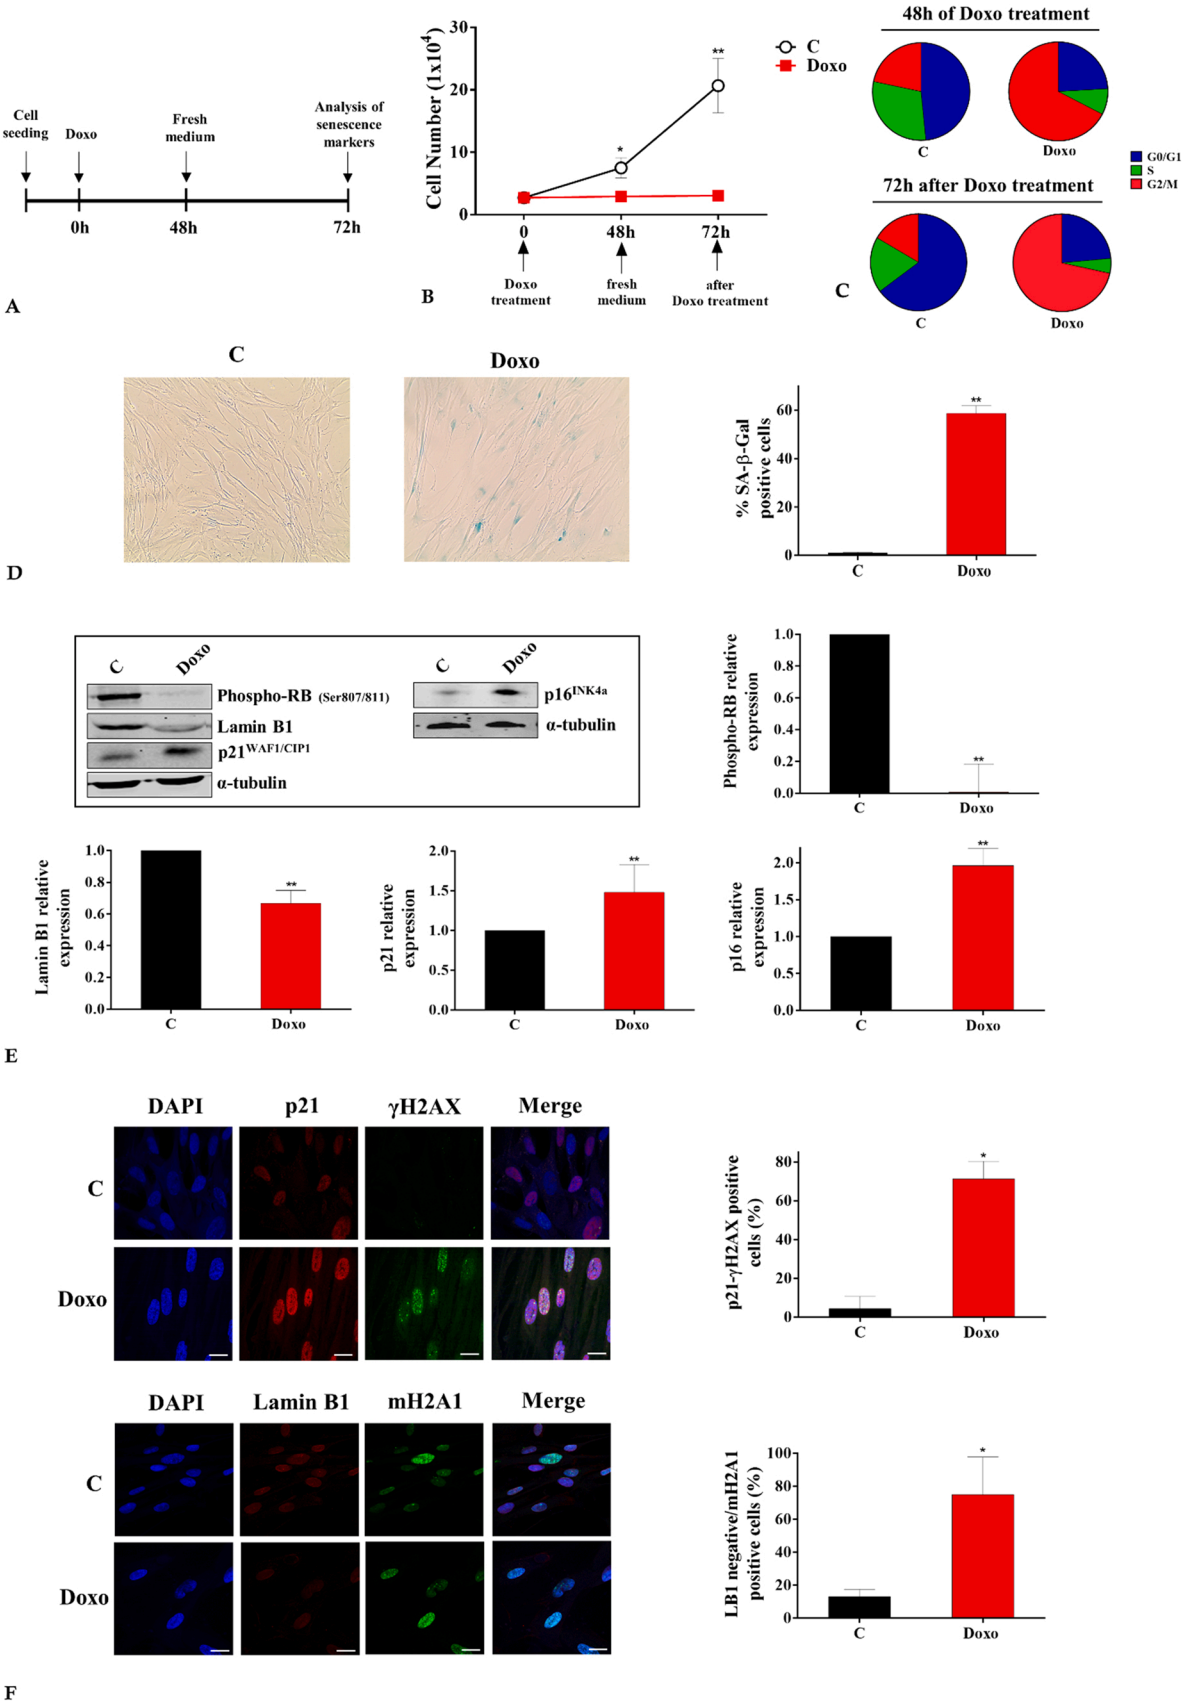 Cell
seeding
Doxo
Fresh
medium
Analysis of
senescence
markers
0h
48h
72h
A
Cell Number (1x10⁴)
30
20
10
0
*
**
C
Doxo
0
48h
72h
Doxo
treatment
fresh
medium
after
Doxo treatment
B
48h of Doxo treatment
C
Doxo
72h after Doxo treatment
C
Doxo
G0/G1
S
G2/M
C
C
Doxo
% SA-β-Gal
positive cells
60
40
20
0
**
C
Doxo
D
C
Doxo
Phospho-RB (Ser807/811)
Lamin B1
p21ᵂᴬᶠ¹/ᶜᴵᴾ¹
α-tubulin
C
Doxo
p16ᴵᴺᴷ⁴ᵃ
α-tubulin
Phospho-RB relative
expression
1.0
0.8
0.6
0.4
0.2
0.0
**
C
Doxo
Lamin B1 relative
expression
1.0
0.8
0.6
0.4
0.2
0.0
**
C
Doxo
p21 relative
expression
2.0
1.5
1.0
0.5
0.0
**
C
Doxo
p16 relative
expression
2.0
1.5
1.0
0.5
0.0
**
C
Doxo
E
DAPI
p21
γH2AX
Merge
C
Doxo
p21-γH2AX positive
cells (%)
80
60
40
20
0
*
C
Doxo
DAPI
Lamin B1
mH2A1
Merge
C
Doxo
LB1 negative/mH2A1
positive cells (%)
100
80
60
40
20
0
*
C
Doxo
F